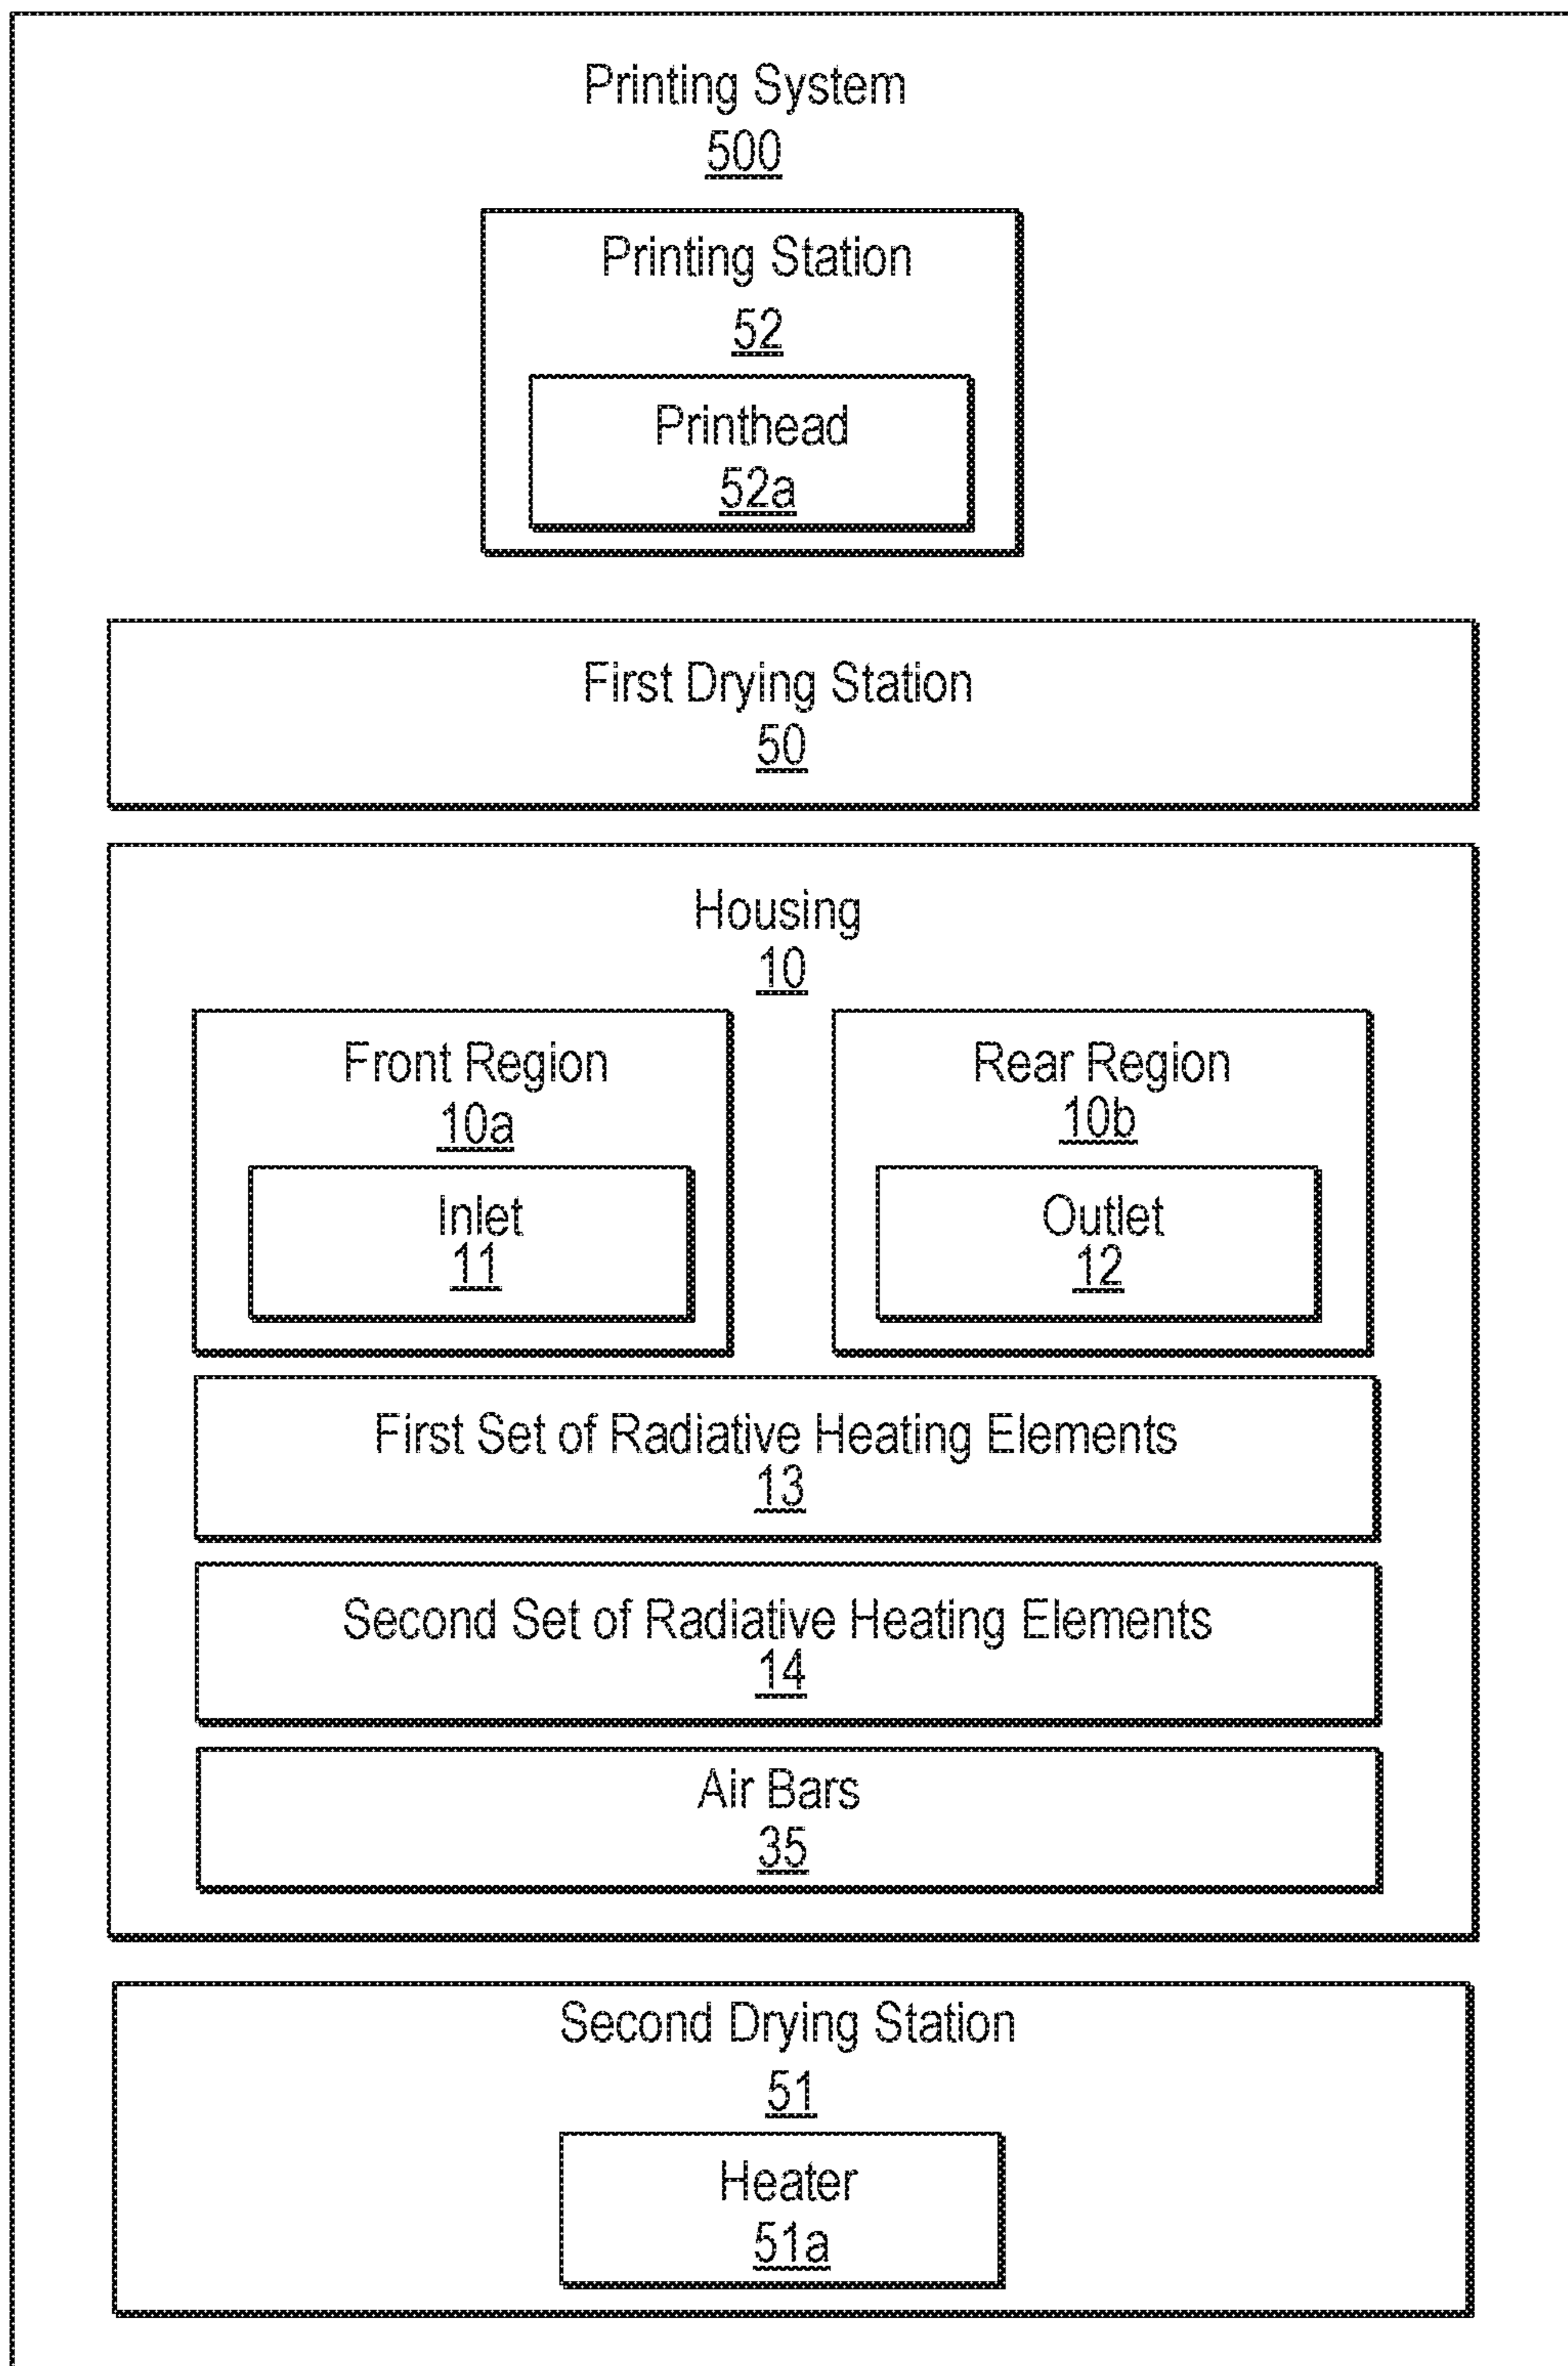 Printing System
500
Printing Station
52
Printhead
52a
First Drying Station
50
Housing
10
Front Region
10a
Inlet
11
Rear Region
10b
Outlet
12
First Set of Radiative Heating Elements
13
Second Set of Radiative Heating Elements
14
Air Bars
35
Second Drying Station
51
Heater
51a